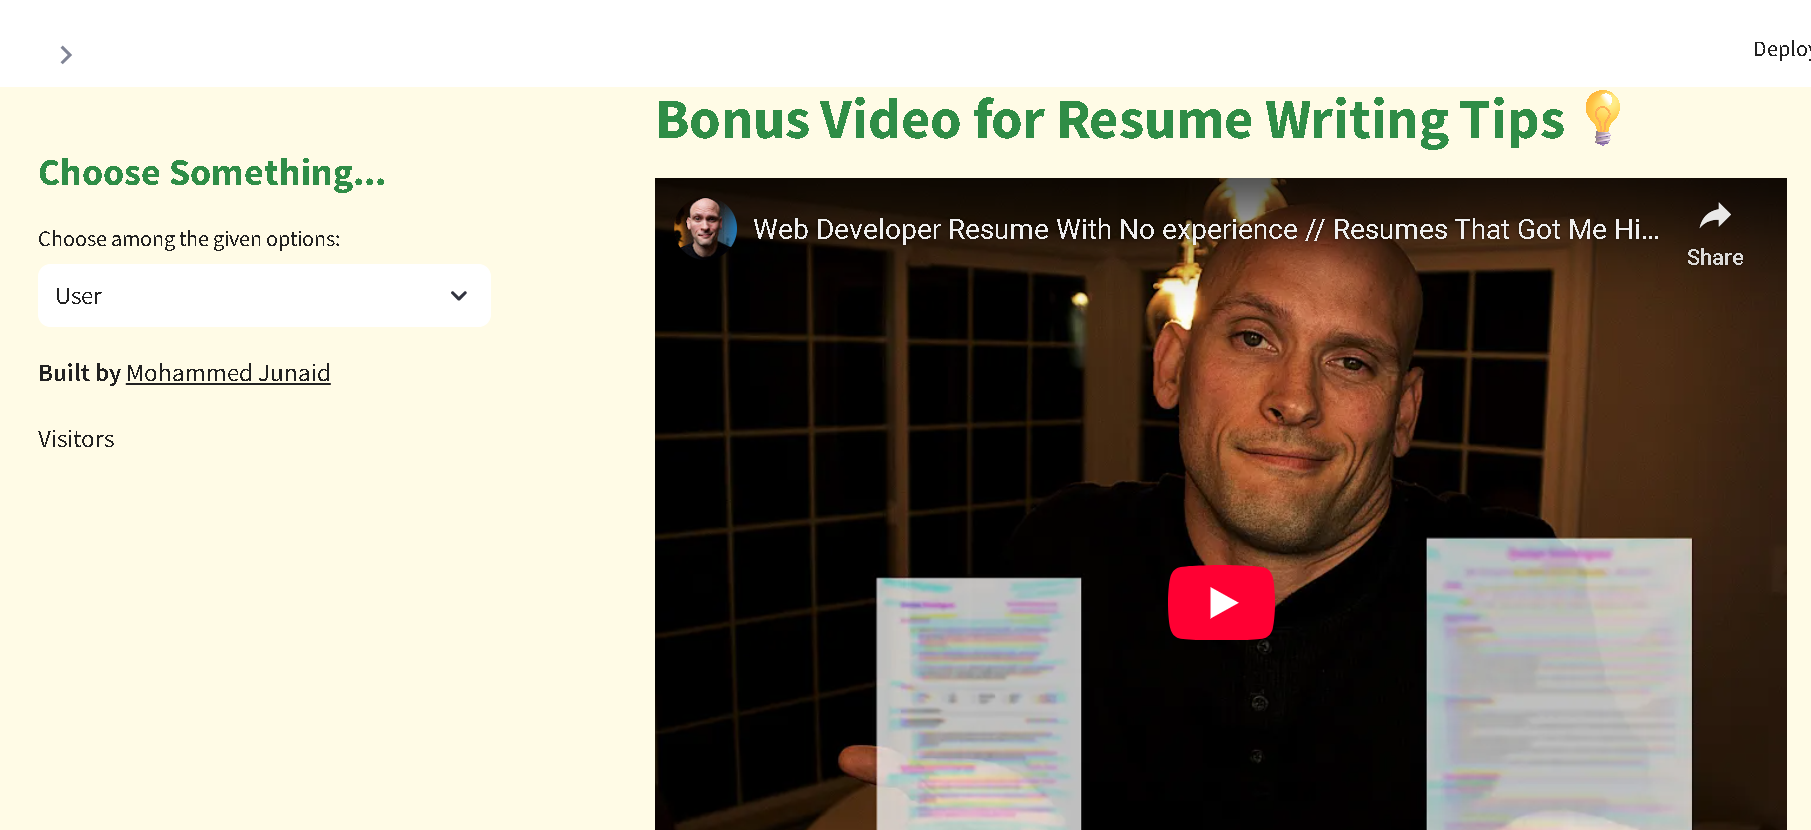 Deploy
Bonus Video for Resume Writing Tips
Choose Something...
Choose among the given options:
User
Built by Mohammed Junaid
Visitors
Web Developer Resume With No experience // Resumes That Got Me Hi...
Share